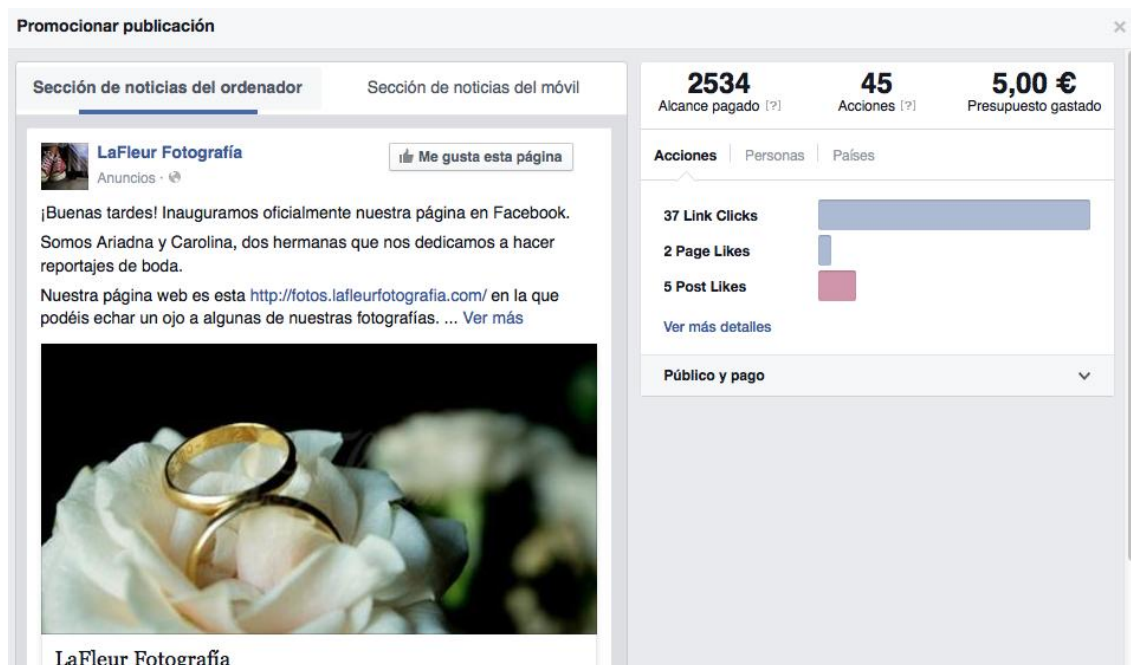 Promocionar publicación
Sección de noticias del ordenador
Sección de noticias del móvil
LaFleur Fotografía
Me gusta esta página
Anuncios ·
¡Buenas tardes! Inauguramos oficialmente nuestra página en Facebook.
Somos Ariadna y Carolina, dos hermanas que nos dedicamos a hacer
reportajes de boda.
Nuestra página web es esta http://fotos.lafleurfotografia.com/ en la que
podéis echar un ojo a algunas de nuestras fotografías. ... Ver más
LaFleur Fotografía
2534 45 5,00 €
Alcance pagado [?] Acciones [?] Presupuesto gastado
Acciones Personas Países
37 Link Clicks
2 Page Likes
5 Post Likes
Ver más detalles
Público y pago